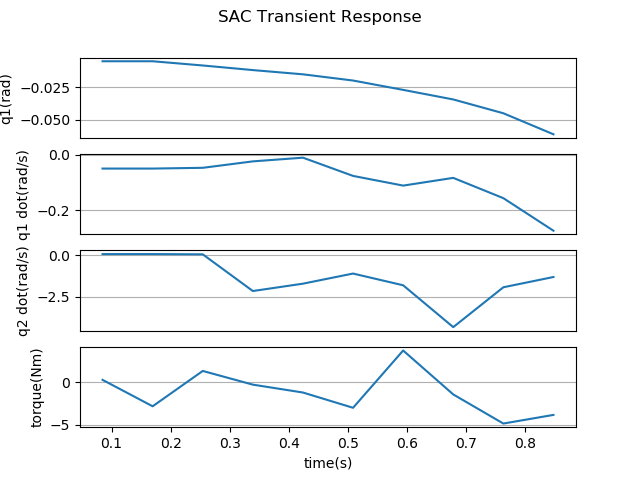 SAC Transient Response
q1(rad)
−0.025
−0.050
q1 dot(rad/s)
0.0
−0.2
q2 dot(rad/s)
0.0
−2.5
torque(Nm)
0
−5
0.1 0.2 0.3 0.4 0.5 0.6 0.7 0.8
time(s)